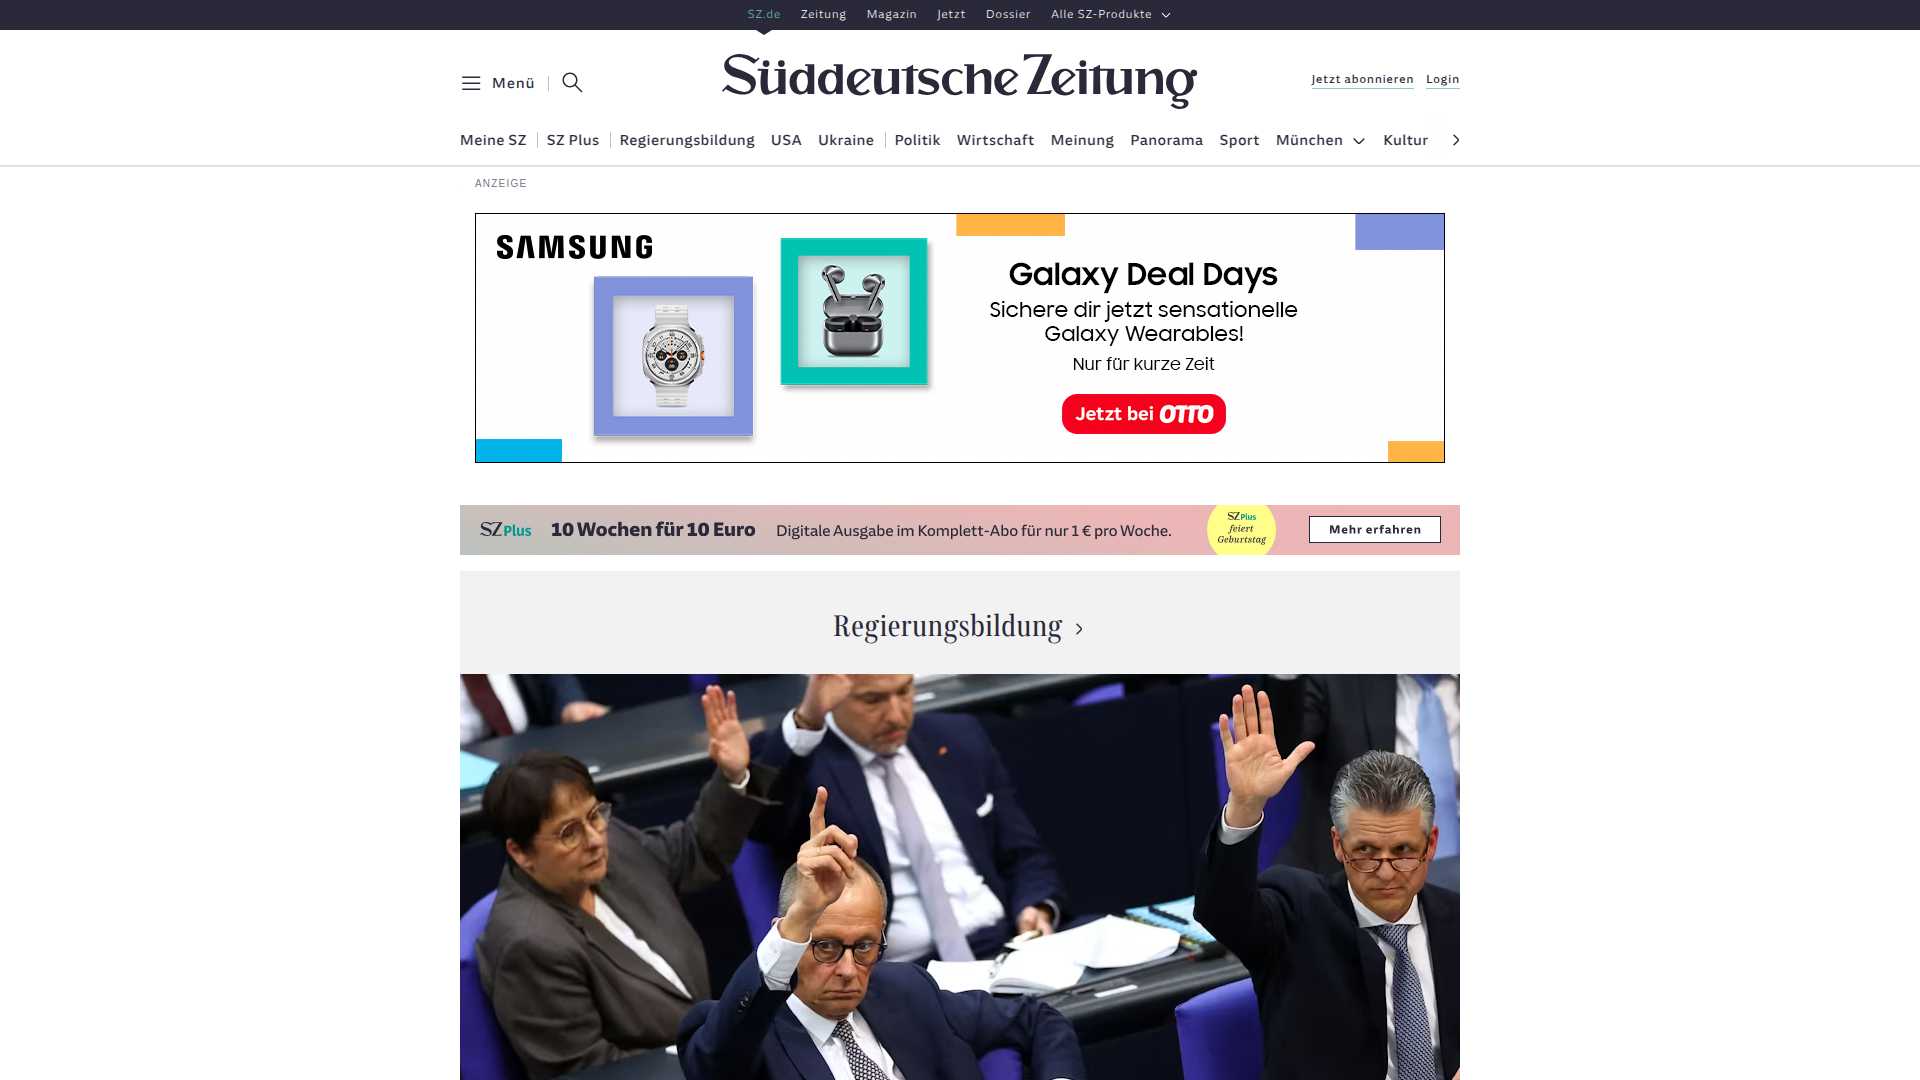 SZ.de Zeitung Magazin Jetzt Dossier Alle SZ-Produkte
Menü
Süddeutsche Zeitung
Jetzt abonnieren Login
Meine SZ SZ Plus Regierungsbildung USA Ukraine Politik Wirtschaft Meinung Panorama Sport München Kultur
ANZEIGE
SAMSUNG
Galaxy Deal Days
Sichere dir jetzt sensationelle
Galaxy Wearables!
Nur für kurze Zeit
Jetzt bei OTTO
SZ Plus 10 Wochen für 10 Euro Digitale Ausgabe im Komplett-Abo für nur 1 € pro Woche.
SZ Plus
feiert
Geburtstag
Mehr erfahren
Regierungsbildung